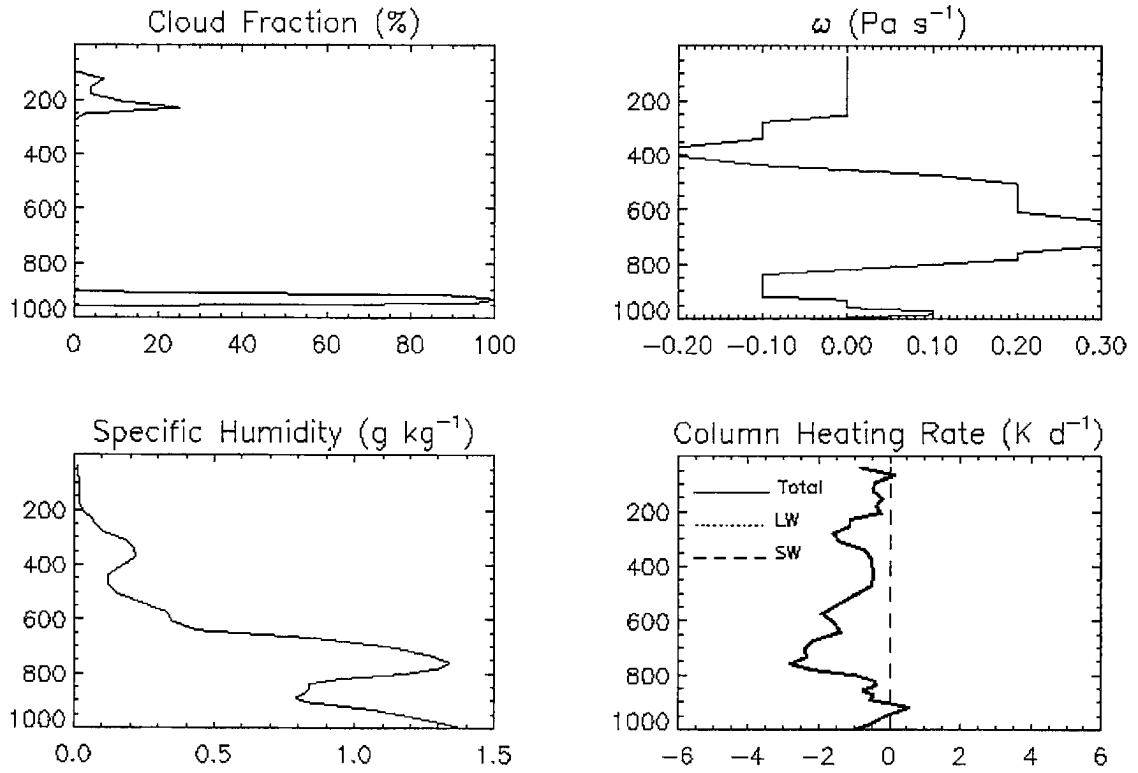 Cloud Fraction (%)
200
400
600
800
1000
0 20 40 60 80 100
ω (Pa s⁻¹)
200
400
600
800
1000
−0.20 −0.10 0.00 0.10 0.20 0.30
Specific Humidity (g kg⁻¹)
200
400
600
800
1000
0.0 0.5 1.0 1.5
Column Heating Rate (K d⁻¹)
Total
LW
SW
200
400
600
800
1000
−6 −4 −2 0 2 4 6